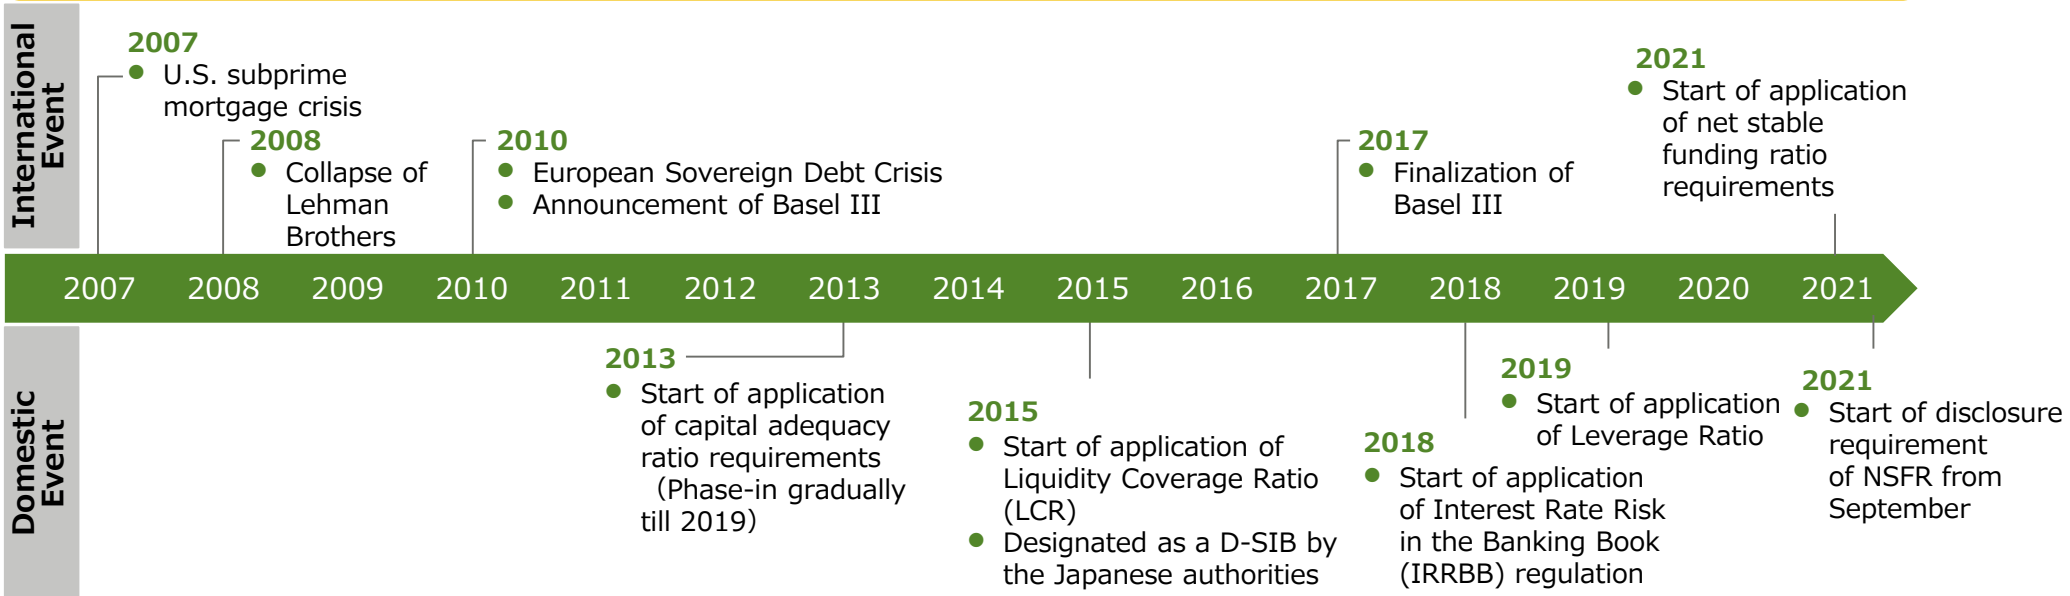 International
Event
2007
● U.S. subprime
mortgage crisis
2008
● Collapse of
Lehman
Brothers
2010
● European Sovereign Debt Crisis
● Announcement of Basel III
2017
● Finalization of
Basel III
2021
● Start of application
of net stable
funding ratio
requirements
2007 2008 2009 2010 2011 2012 2013 2014 2015 2016 2017 2018 2019 2020 2021
Domestic
Event
2013
● Start of application
of capital adequacy
ratio requirements
（Phase-in gradually
till 2019）
2015
● Start of application of
Liquidity Coverage Ratio
(LCR)
● Designated as a D-SIB by
the Japanese authorities
2018
● Start of application
of Interest Rate Risk
in the Banking Book
(IRRBB) regulation
2019
● Start of application
of Leverage Ratio
2021
● Start of disclosure
requirement
of NSFR from
September